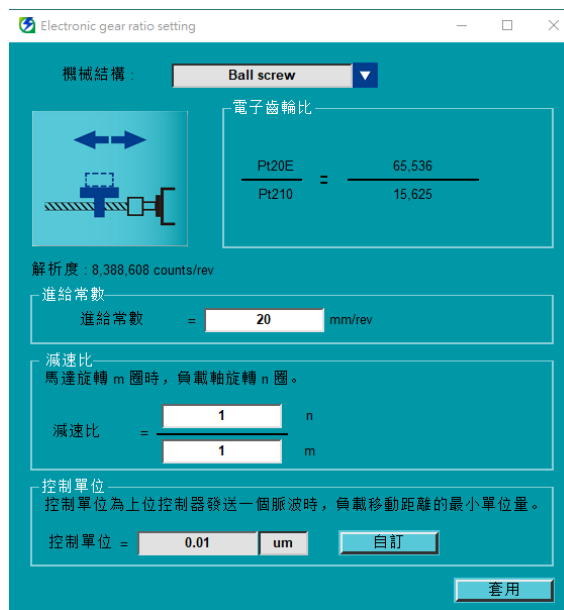 Electronic gear ratio setting
機械結構 :
Ball screw
電子齒輪比
Pt20E
Pt210
=
65,536
15,625
解析度 : 8,388,608 counts/rev
進給常數
進給常數 = 20 mm/rev
減速比
馬達旋轉 m 圈時，負載軸旋轉 n 圈。
減速比 =
1 n
1 m
控制單位
控制單位為上位控制器發送一個脈波時，負載移動距離的最小單位量。
控制單位 = 0.01 um 自訂
套用